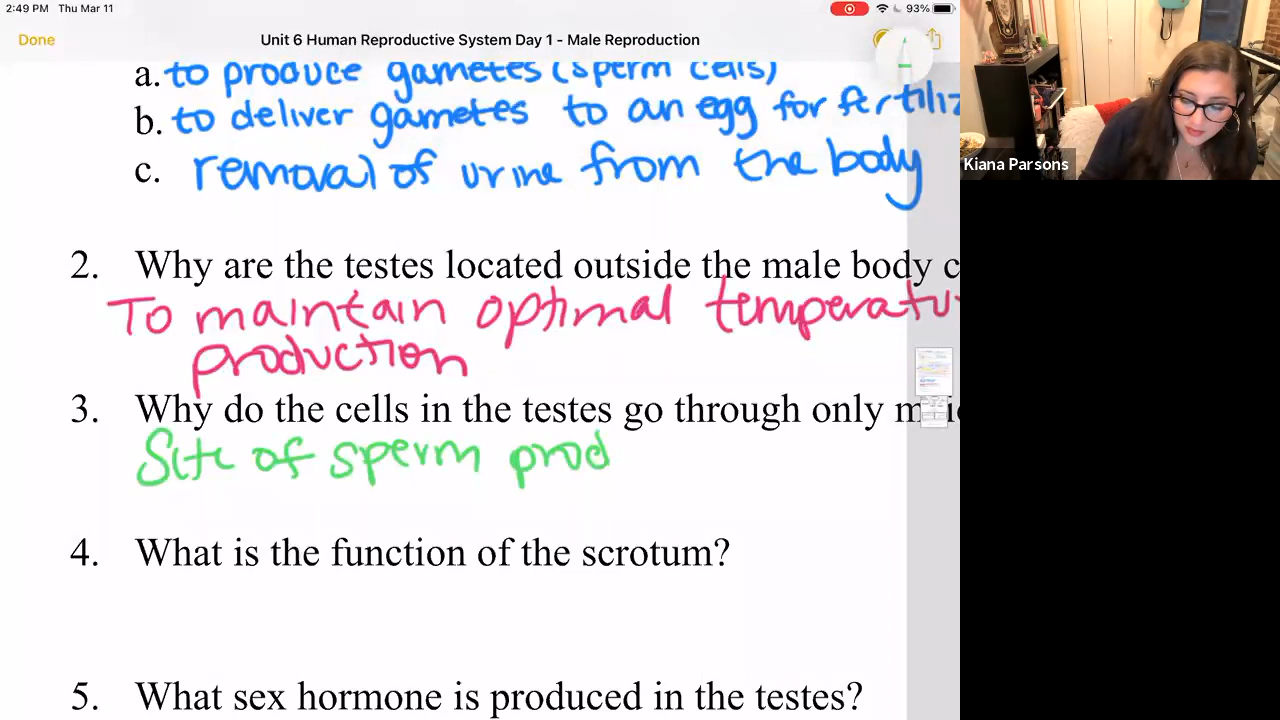 2:49 PM Thu Mar 11
93%
Done
Unit 6 Human Reproductive System Day 1 - Male Reproduction
a. to produce gametes (sperm cells)
b. to deliver gametes to an egg for fertiliz
c. removal of urine from the body
Kiana Parsons
2. Why are the testes located outside the male body c
To maintain optimal temperatu
production
3. Why do the cells in the testes go through only m
Site of sperm prod
4. What is the function of the scrotum?
5. What sex hormone is produced in the testes?